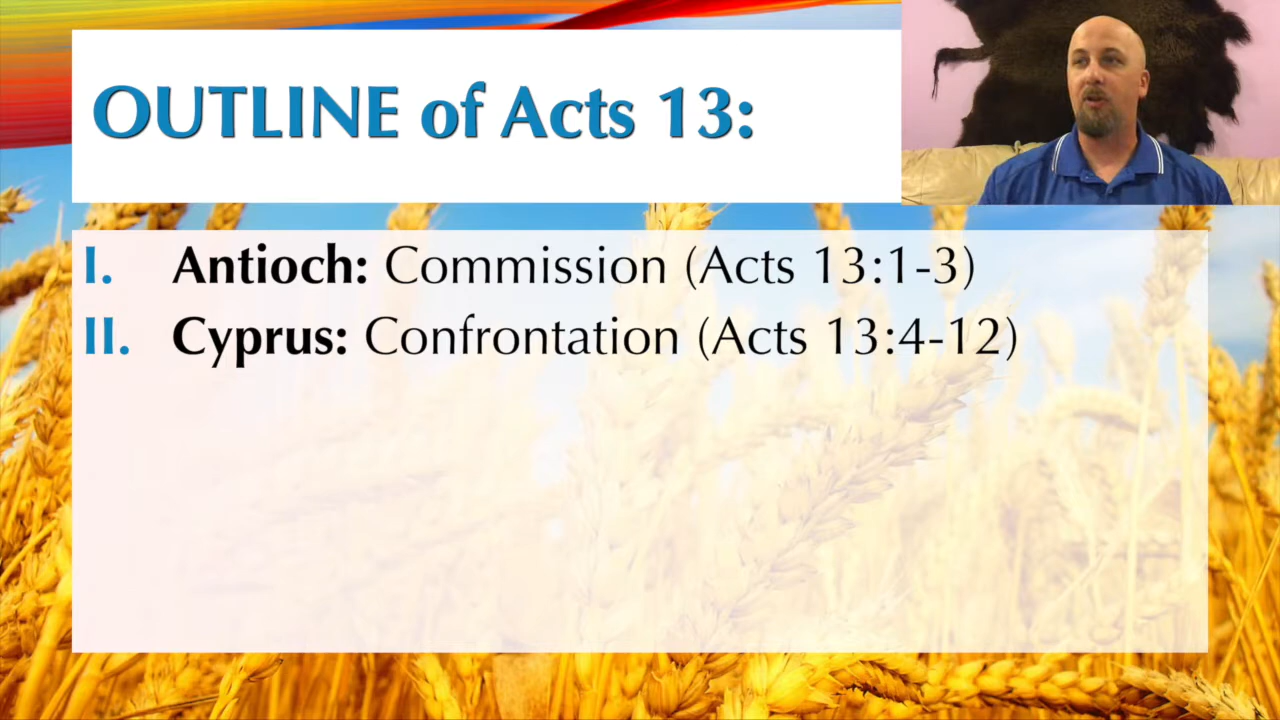 OUTLINE of Acts 13:
I. Antioch: Commission (Acts 13:1-3)
II. Cyprus: Confrontation (Acts 13:4-12)